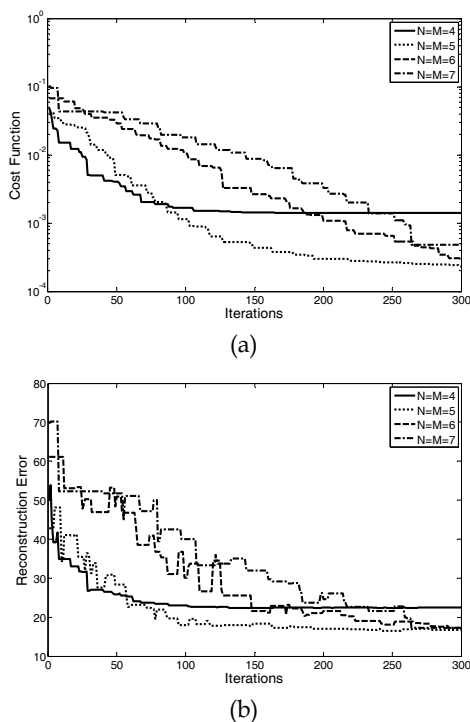 10^0
10^-1
10^-2
10^-3
10^-4
Cost Function
N=M=4
N=M=5
N=M=6
N=M=7
0 50 100 150 200 250 300
Iterations
(a)
80
70
60
50
40
30
20
10
Reconstruction Error
N=M=4
N=M=5
N=M=6
N=M=7
0 50 100 150 200 250 300
Iterations
(b)